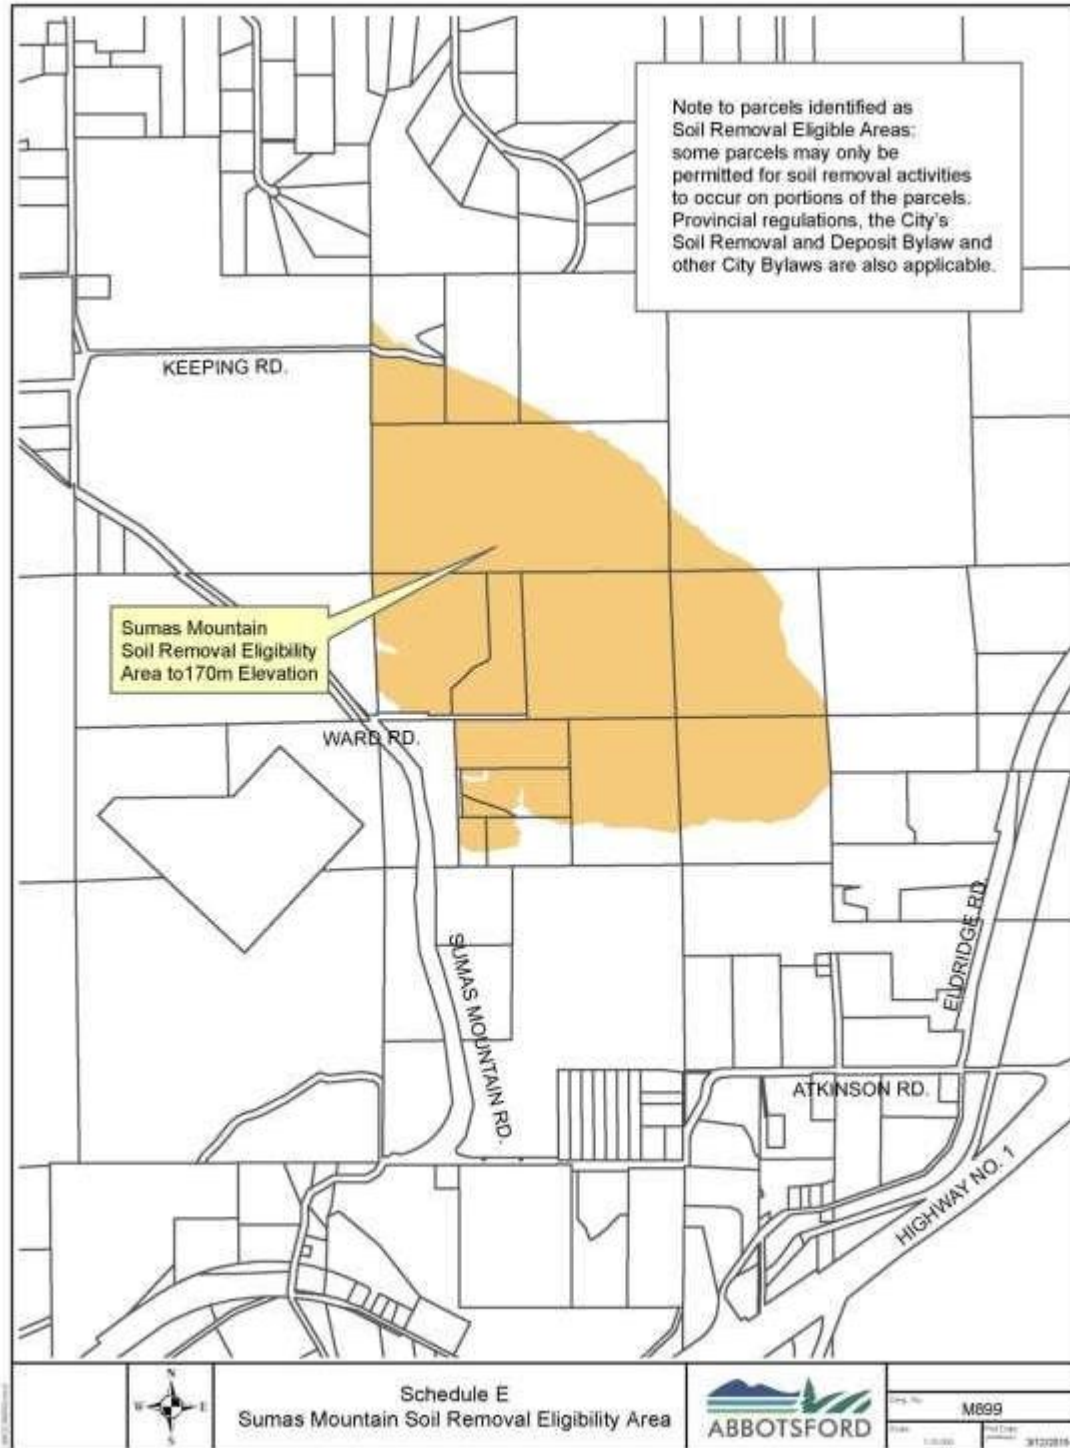 Note to parcels identified as
Soil Removal Eligible Areas:
some parcels may only be
permitted for soil removal activities
to occur on portions of the parcels.
Provincial regulations, the City's
Soil Removal and Deposit Bylaw and
other City Bylaws are also applicable.
KEEPING RD.
Sumas Mountain
Soil Removal Eligibility
Area to170m Elevation
WARD RD.
SUMAS MOUNTAIN RD.
ELDRIDGE RD.
ATKINSON RD.
HIGHWAY NO. 1
N
W E
S
Schedule E
Sumas Mountain Soil Removal Eligibility Area
ABBOTSFORD
M899